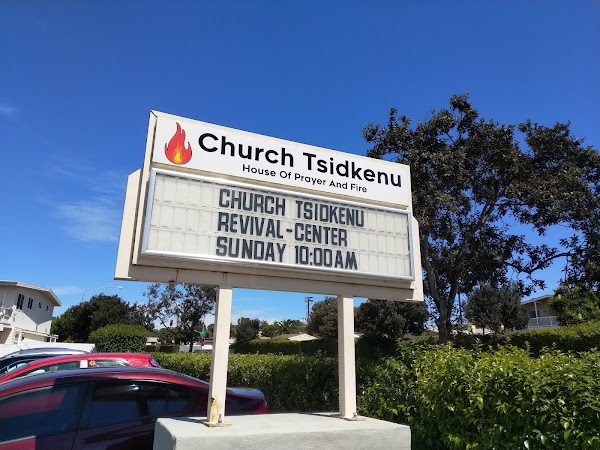 Church Tsidkenu
House Of Prayer And Fire
CHURCH TSIDKENU
REVIVAL-CENTER
SUNDAY 10:00AM